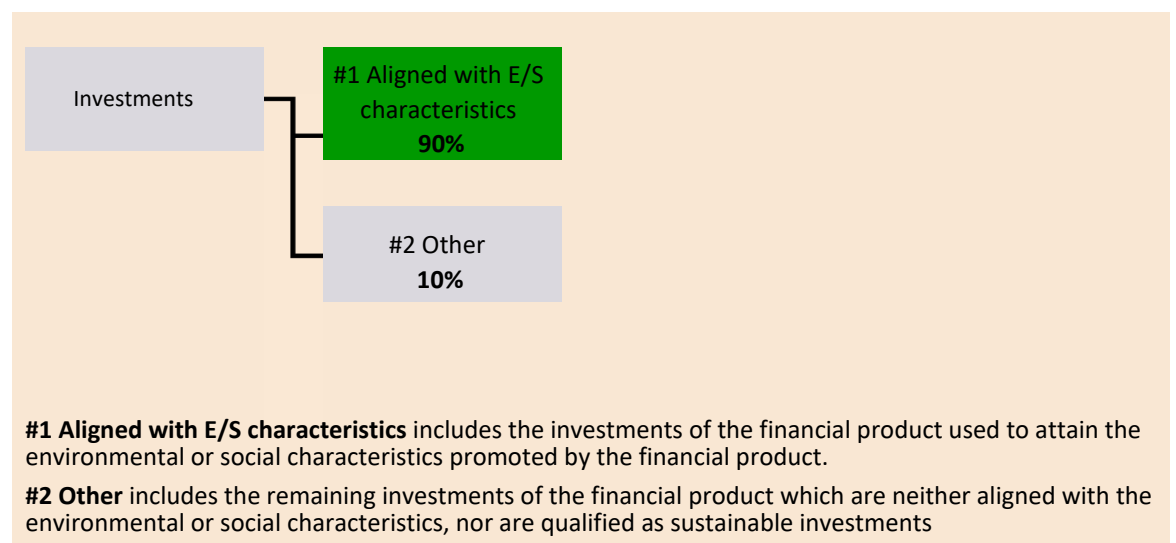 Investments
#1 Aligned with E/S
characteristics
90%
#2 Other
10%
#1 Aligned with E/S characteristics includes the investments of the financial product used to attain the
environmental or social characteristics promoted by the financial product.
#2 Other includes the remaining investments of the financial product which are neither aligned with the
environmental or social characteristics, nor are qualified as sustainable investments